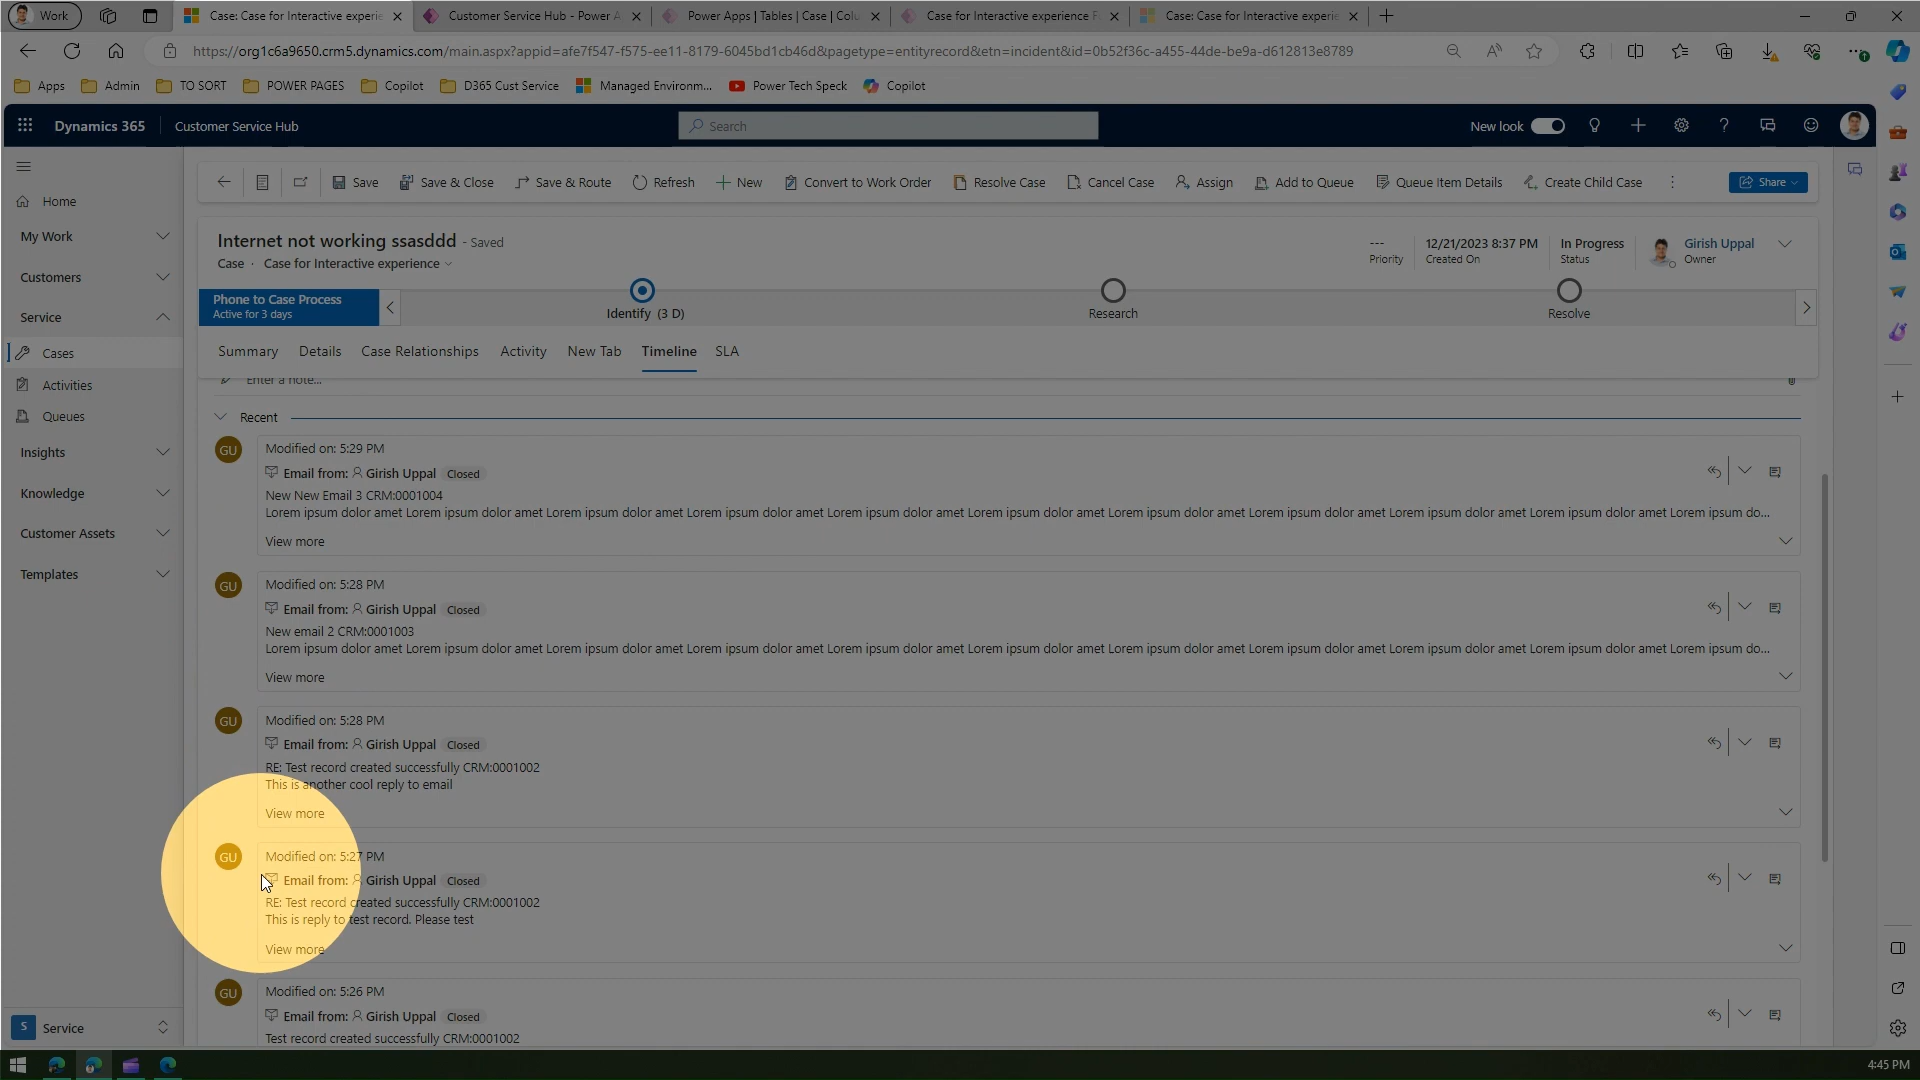 Work
Case: Case for Interactive experie
Customer Service Hub - Power A
Power Apps | Tables | Case | Colu
Case for Interactive experience F
Case: Case for Interactive experie
https://org1c6a9650.crm5.dynamics.com/main.aspx?appid=afe7f547-f575-ee11-8179-6045bd1cb46d&pagetype=entityrecord&etn=incident&id=0b52f36c-a455-44de-be9a-d612813e8789
Apps
Admin
TO SORT
POWER PAGES
Copilot
D365 Cust Service
Managed Environm...
Power Tech Speck
Copilot
Dynamics 365
Customer Service Hub
Search
New look
Home
My Work
Customers
Service
Cases
Activities
Queues
Insights
Knowledge
Customer Assets
Templates
S
Service
Save
Save & Close
Save & Route
Refresh
New
Convert to Work Order
Resolve Case
Cancel Case
Assign
Add to Queue
Queue Item Details
Create Child Case
Share
Internet not working ssasddd - Saved
Case · Case for Interactive experience
---
Priority
12/21/2023 8:37 PM
Created On
In Progress
Status
Girish Uppal
Owner
Phone to Case Process
Active for 3 days
Identify (3 D)
Research
Resolve
Summary
Details
Case Relationships
Activity
New Tab
Timeline
SLA
Enter a note...
Recent
GU
Modified on: 5:29 PM
Email from: Girish Uppal Closed
New New Email 3 CRM:0001004
Lorem ipsum dolor amet Lorem ipsum dolor amet Lorem ipsum dolor amet Lorem ipsum dolor amet Lorem ipsum dolor amet Lorem ipsum dolor amet Lorem ipsum dolor amet Lorem ipsum dolor amet Lorem ipsum dolor amet Lorem ipsum dolor amet Lorem ipsum do...
View more
GU
Modified on: 5:28 PM
Email from: Girish Uppal Closed
New email 2 CRM:0001003
Lorem ipsum dolor amet Lorem ipsum dolor amet Lorem ipsum dolor amet Lorem ipsum dolor amet Lorem ipsum dolor amet Lorem ipsum dolor amet Lorem ipsum dolor amet Lorem ipsum dolor amet Lorem ipsum dolor amet Lorem ipsum dolor amet Lorem ipsum do...
View more
GU
Modified on: 5:28 PM
Email from: Girish Uppal Closed
RE: Test record created successfully CRM:0001002
This is another cool reply to email
View more
GU
Modified on: 5:27 PM
Email from: Girish Uppal Closed
RE: Test record created successfully CRM:0001002
This is reply to test record. Please test
View more
GU
Modified on: 5:26 PM
Email from: Girish Uppal Closed
Test record created successfully CRM:0001002
4:45 PM